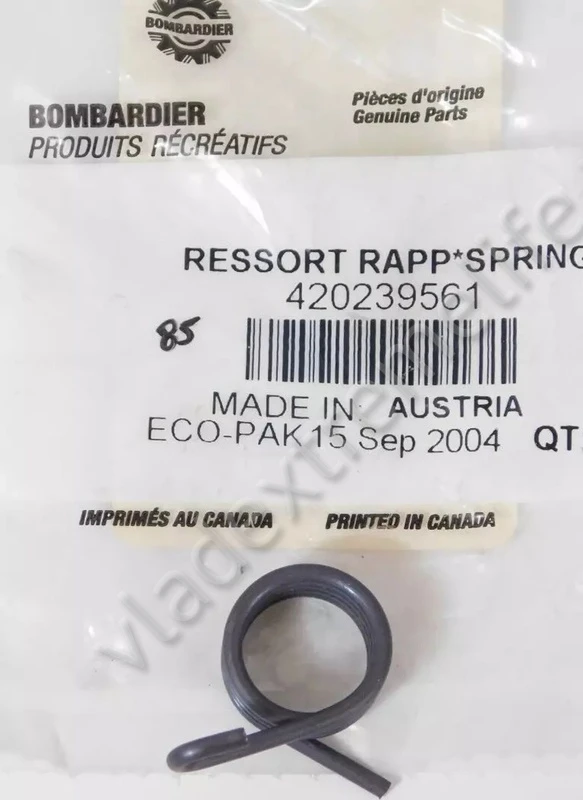 BOMBARDIER
BOMBARDIER
PRODUITS RÉCRÉATIFS
Pièces d'origine
Genuine Parts
RESSORT RAPP*SPRING
420239561
85
MADE IN: AUSTRIA
ECO-PAK 15 Sep 2004 QT
IMPRIMÉS AU CANADA PRINTED IN CANADA
vladextremelife